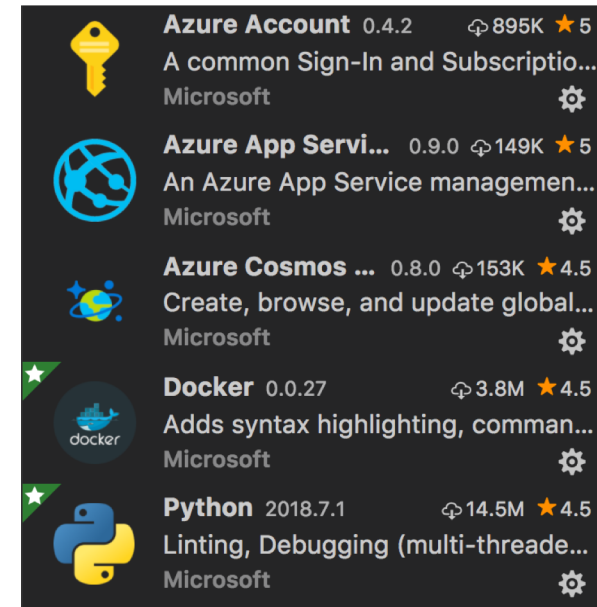 Azure Account 0.4.2 895K 5
A common Sign-In and Subscriptio...
Microsoft
Azure App Servi... 0.9.0 149K 5
An Azure App Service managemen...
Microsoft
Azure Cosmos ... 0.8.0 153K 4.5
Create, browse, and update global...
Microsoft
Docker 0.0.27 3.8M 4.5
docker
Adds syntax highlighting, comman...
Microsoft
Python 2018.7.1 14.5M 4.5
Linting, Debugging (multi-threade...
Microsoft